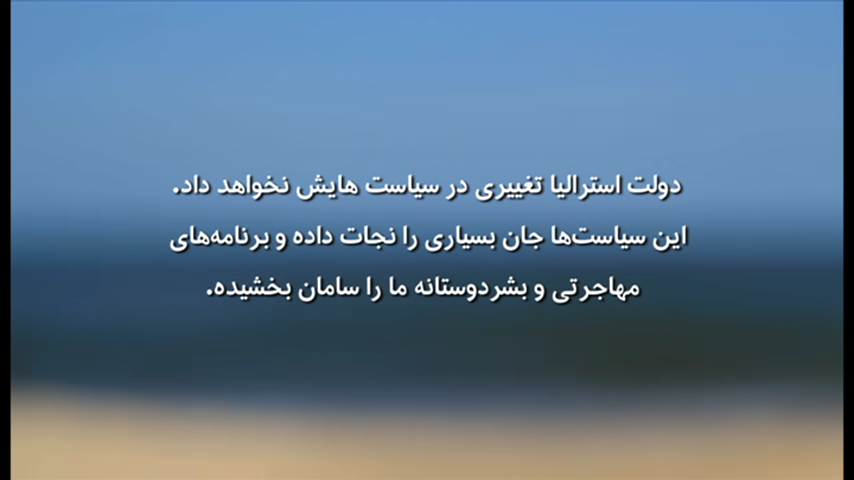 دولت استرالیا تغییری در سیاست هایش نخواهد داد.
این سیاست‌ها جان بسیاری را نجات داده و برنامه‌های
مهاجرتی و بشردوستانه ما را سامان بخشیده.